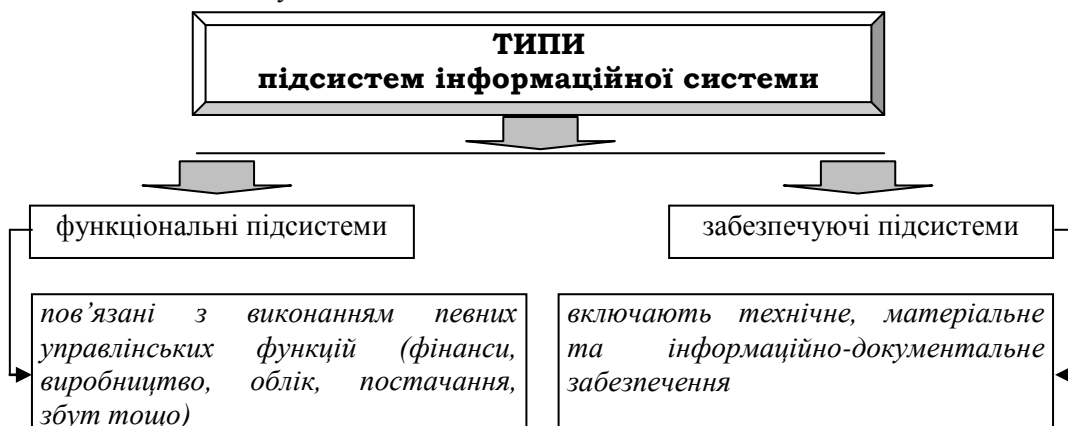 ТИПИ
підсистем інформаційної системи
функціональні підсистеми
забезпечуючі підсистеми
пов’язані з виконанням певних
управлінських функцій (фінанси,
виробництво, облік, постачання,
збут тощо)
включають технічне, матеріальне
та інформаційно-документальне
забезпечення